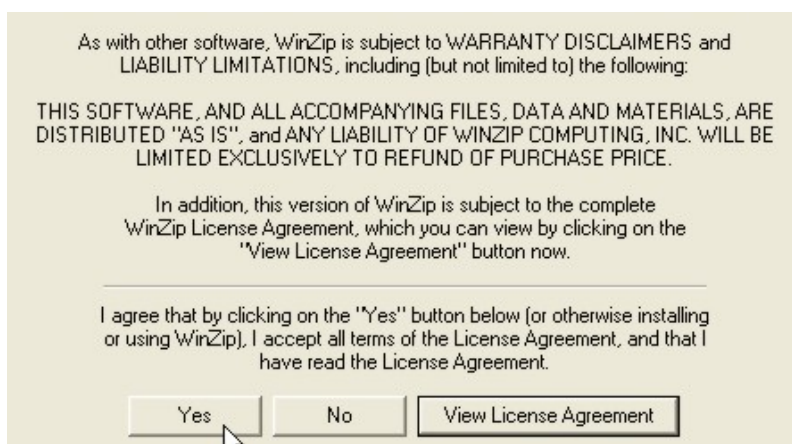 As with other software, WinZip is subject to WARRANTY DISCLAIMERS and
LIABILITY LIMITATIONS, including (but not limited to) the following:
THIS SOFTWARE, AND ALL ACCOMPANYING FILES, DATA AND MATERIALS, ARE
DISTRIBUTED "AS IS", and ANY LIABILITY OF WINZIP COMPUTING, INC. WILL BE
LIMITED EXCLUSIVELY TO REFUND OF PURCHASE PRICE.
In addition, this version of WinZip is subject to the complete
WinZip License Agreement, which you can view by clicking on the
"View License Agreement" button now.
I agree that by clicking on the "Yes" button below (or otherwise installing
or using WinZip), I accept all terms of the License Agreement, and that I
have read the License Agreement.
Yes No View License Agreement